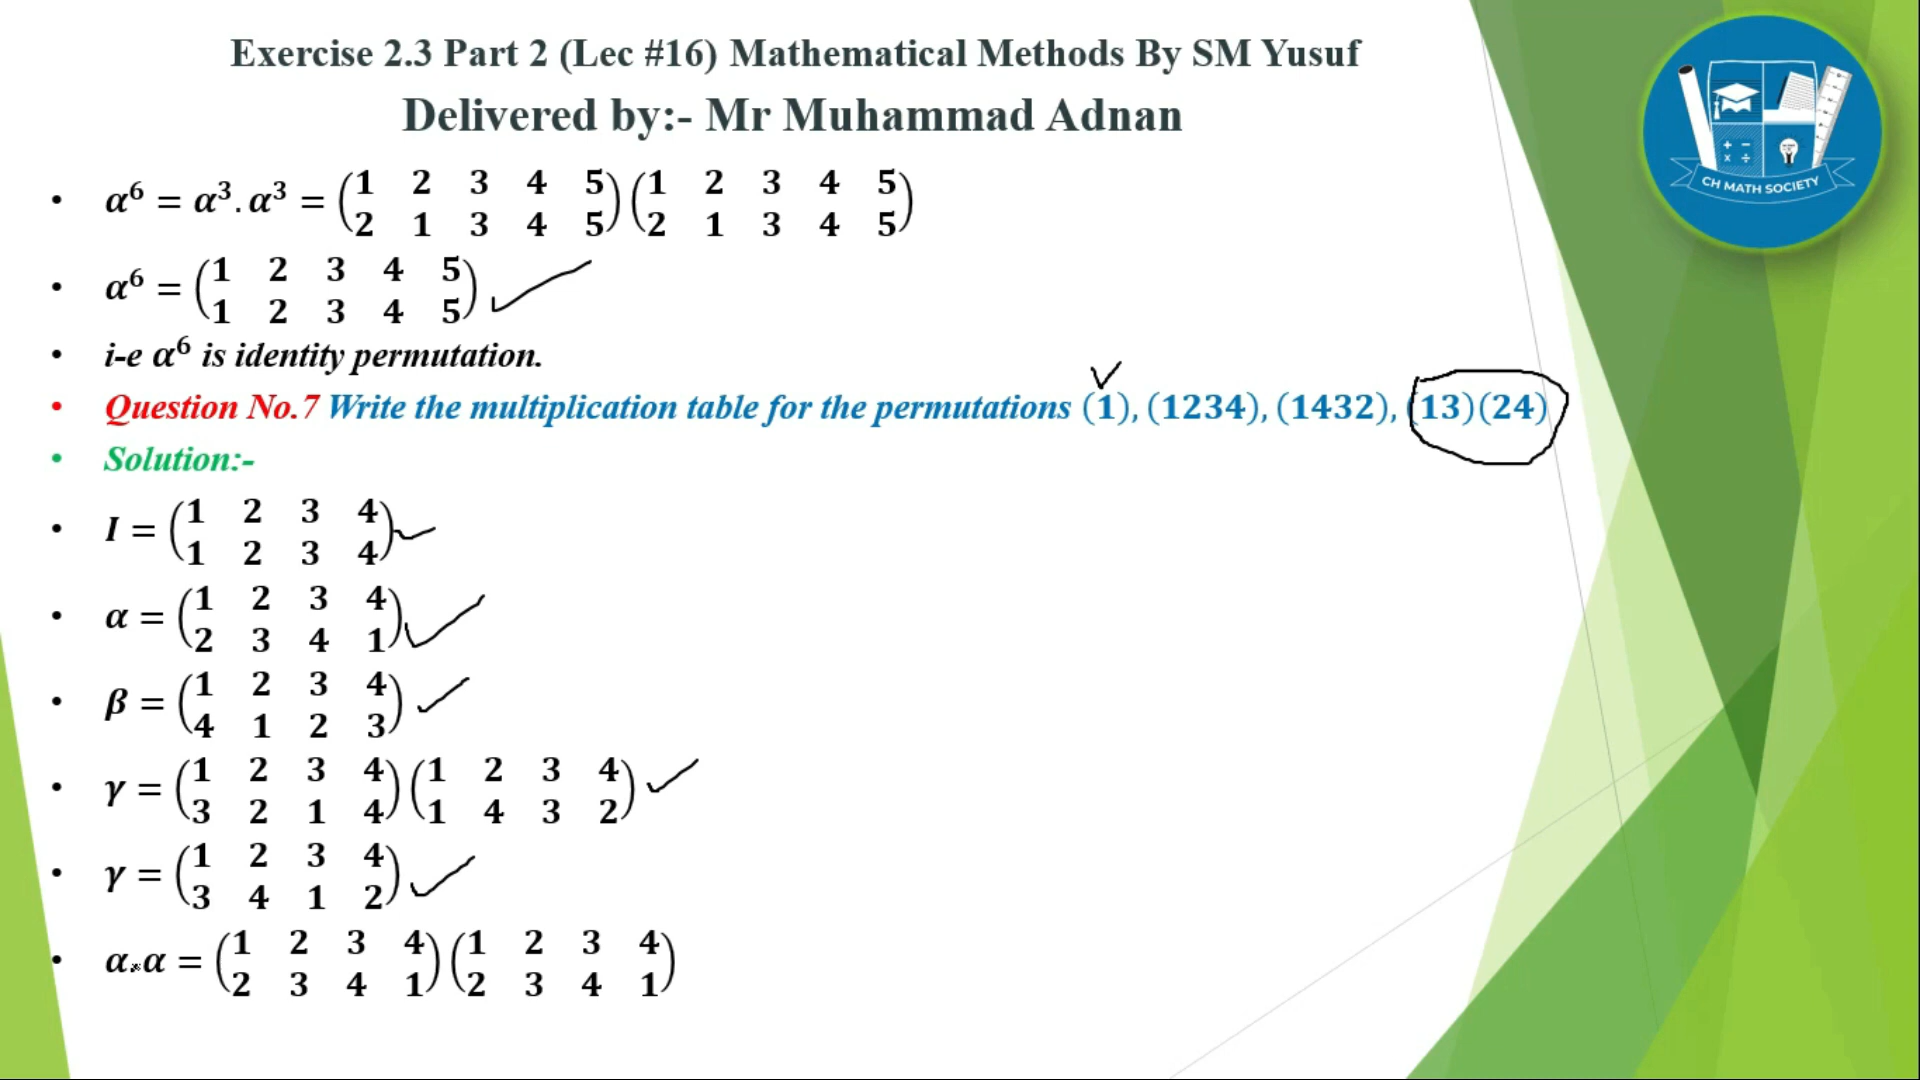 Exercise 2.3 Part 2 (Lec #16) Mathematical Methods By SM Yusuf
Delivered by:- Mr Muhammad Adnan
CH MATH SOCIETY
• α⁶ = α³. α³ = (1 2 3 4 5) (1 2 3 4 5)
(2 1 3 4 5) (2 1 3 4 5)
• α⁶ = (1 2 3 4 5)
(1 2 3 4 5)
• i-e α⁶ is identity permutation.
• Question No.7 Write the multiplication table for the permutations (1), (1234), (1432), (13)(24)
• Solution:-
• I = (1 2 3 4)
(1 2 3 4)
• α = (1 2 3 4)
(2 3 4 1)
• β = (1 2 3 4)
(4 1 2 3)
• γ = (1 2 3 4) (1 2 3 4)
(3 2 1 4) (1 4 3 2)
• γ = (1 2 3 4)
(3 4 1 2)
• α.α = (1 2 3 4) (1 2 3 4)
(2 3 4 1) (2 3 4 1)